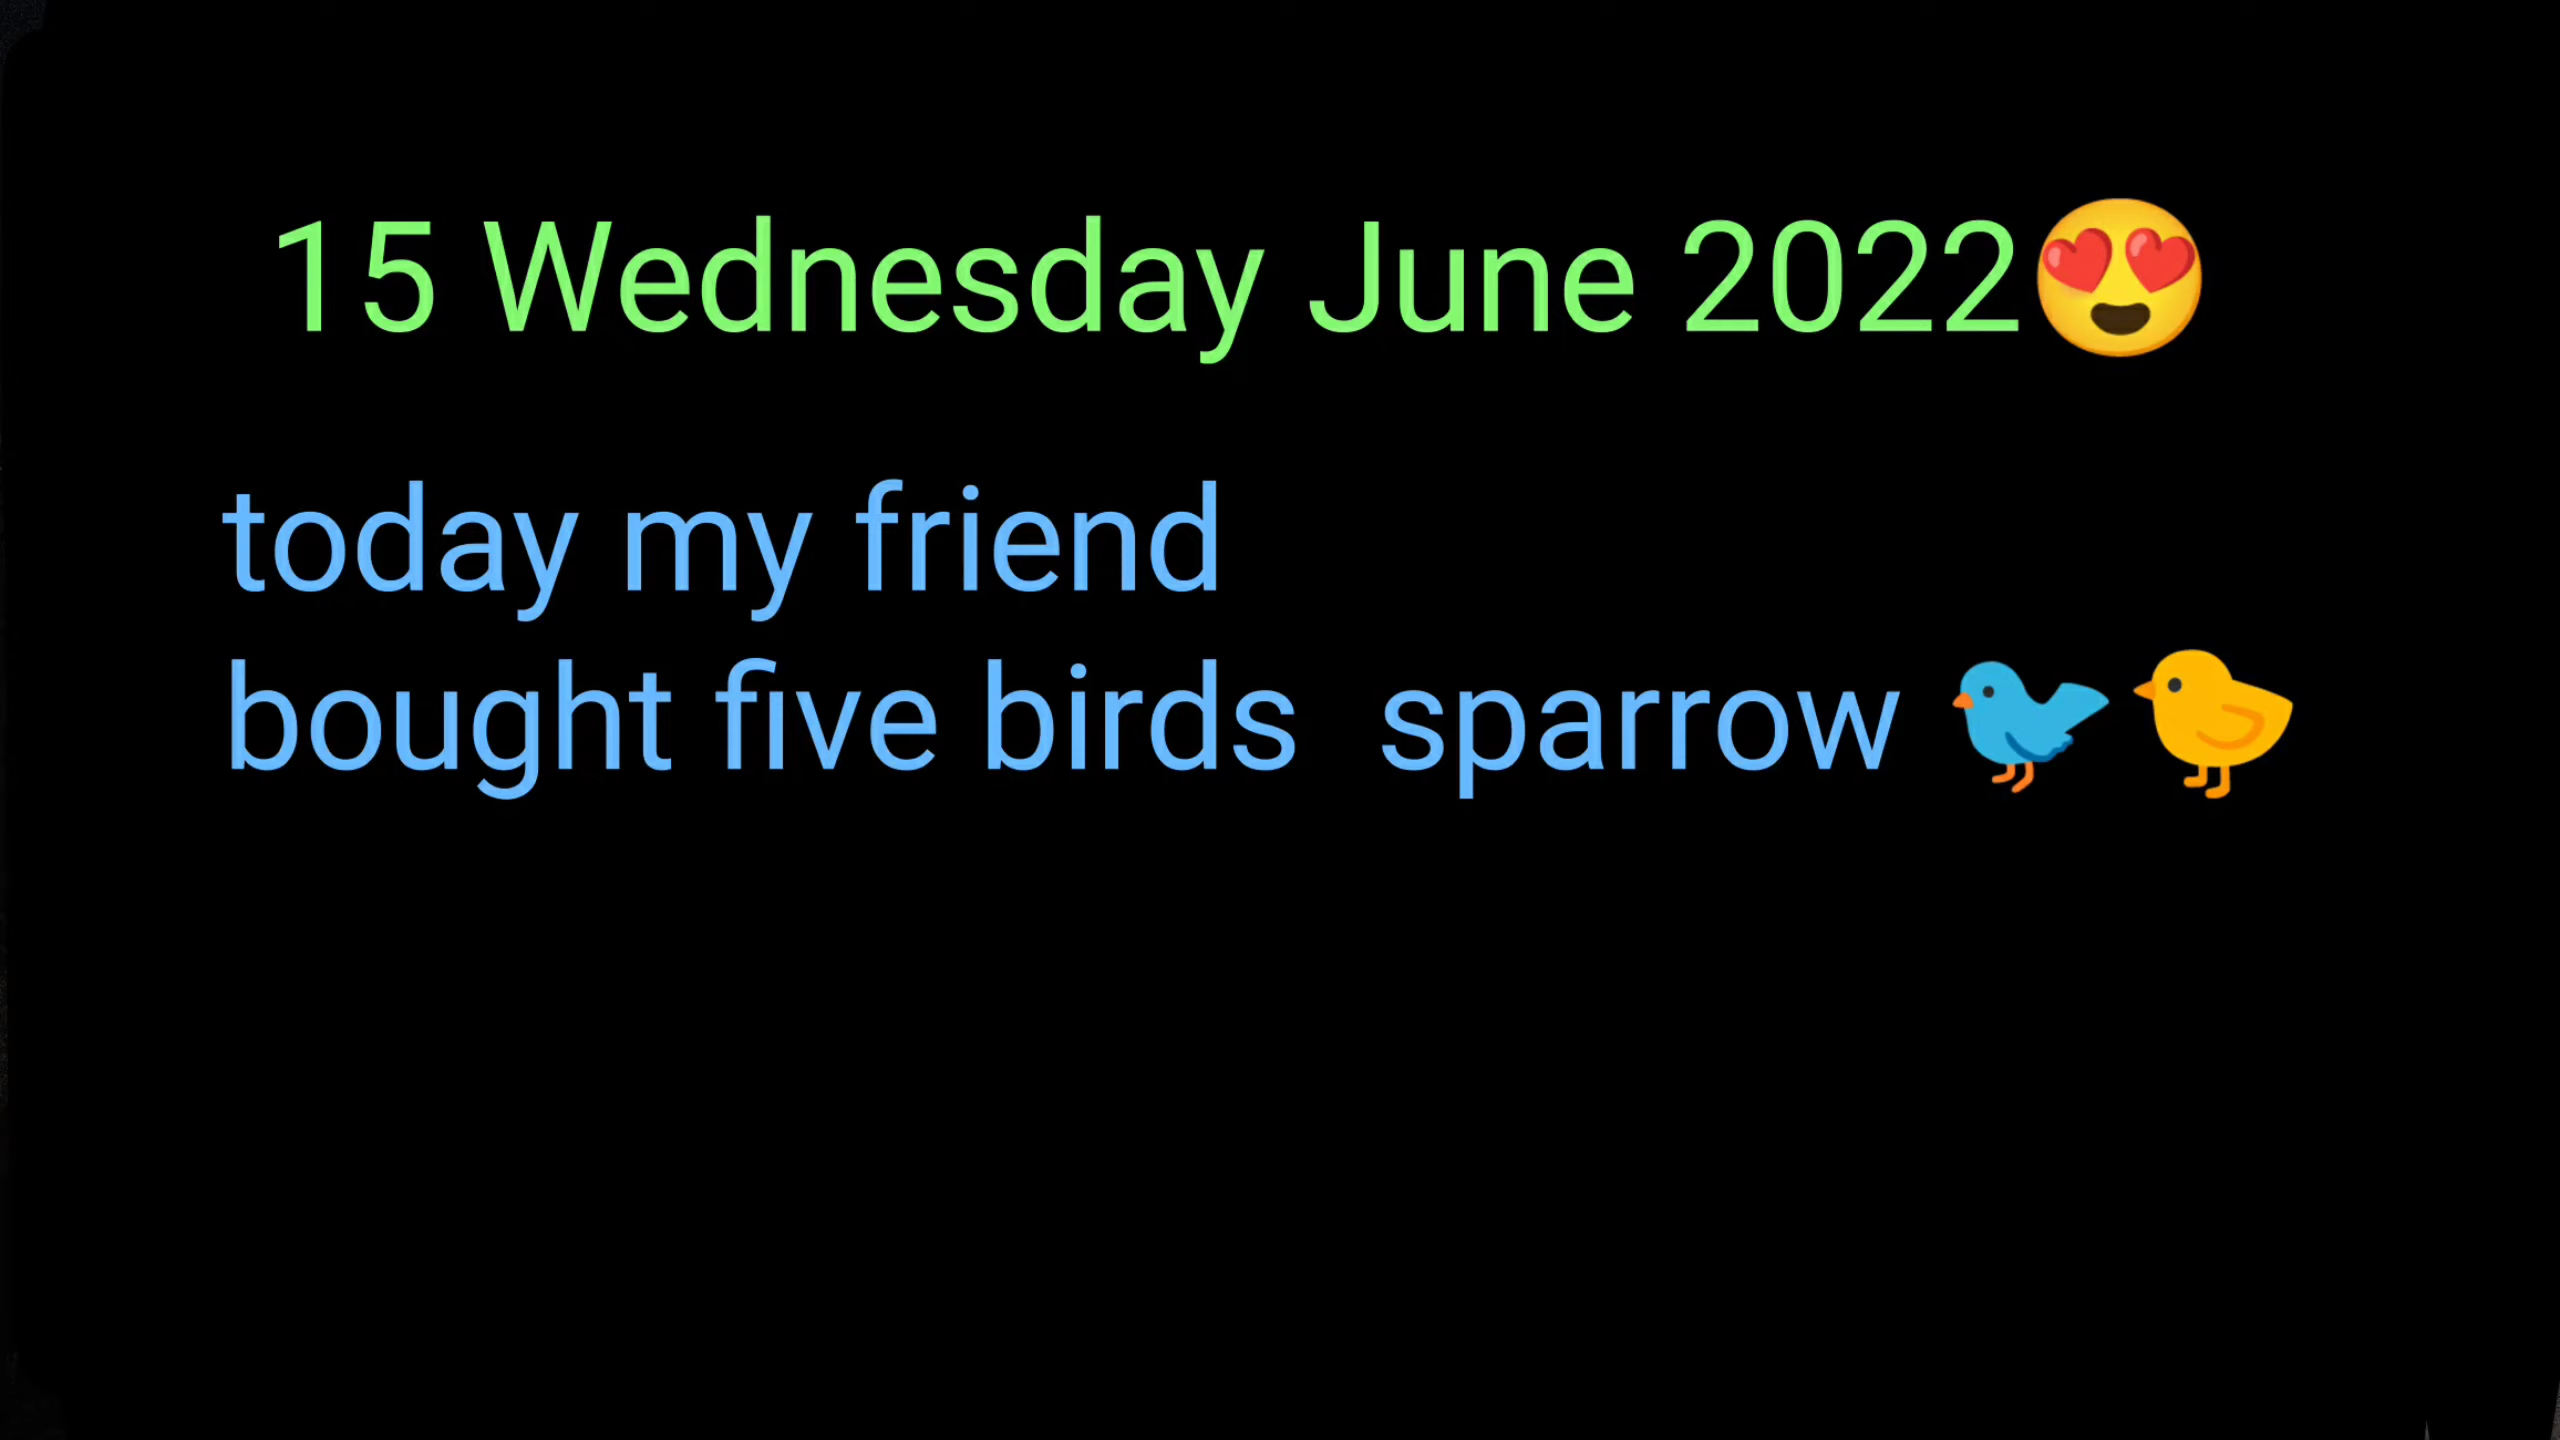 15 Wednesday June 2022😍
today my friend
bought five birds  sparrow 🐦🐤